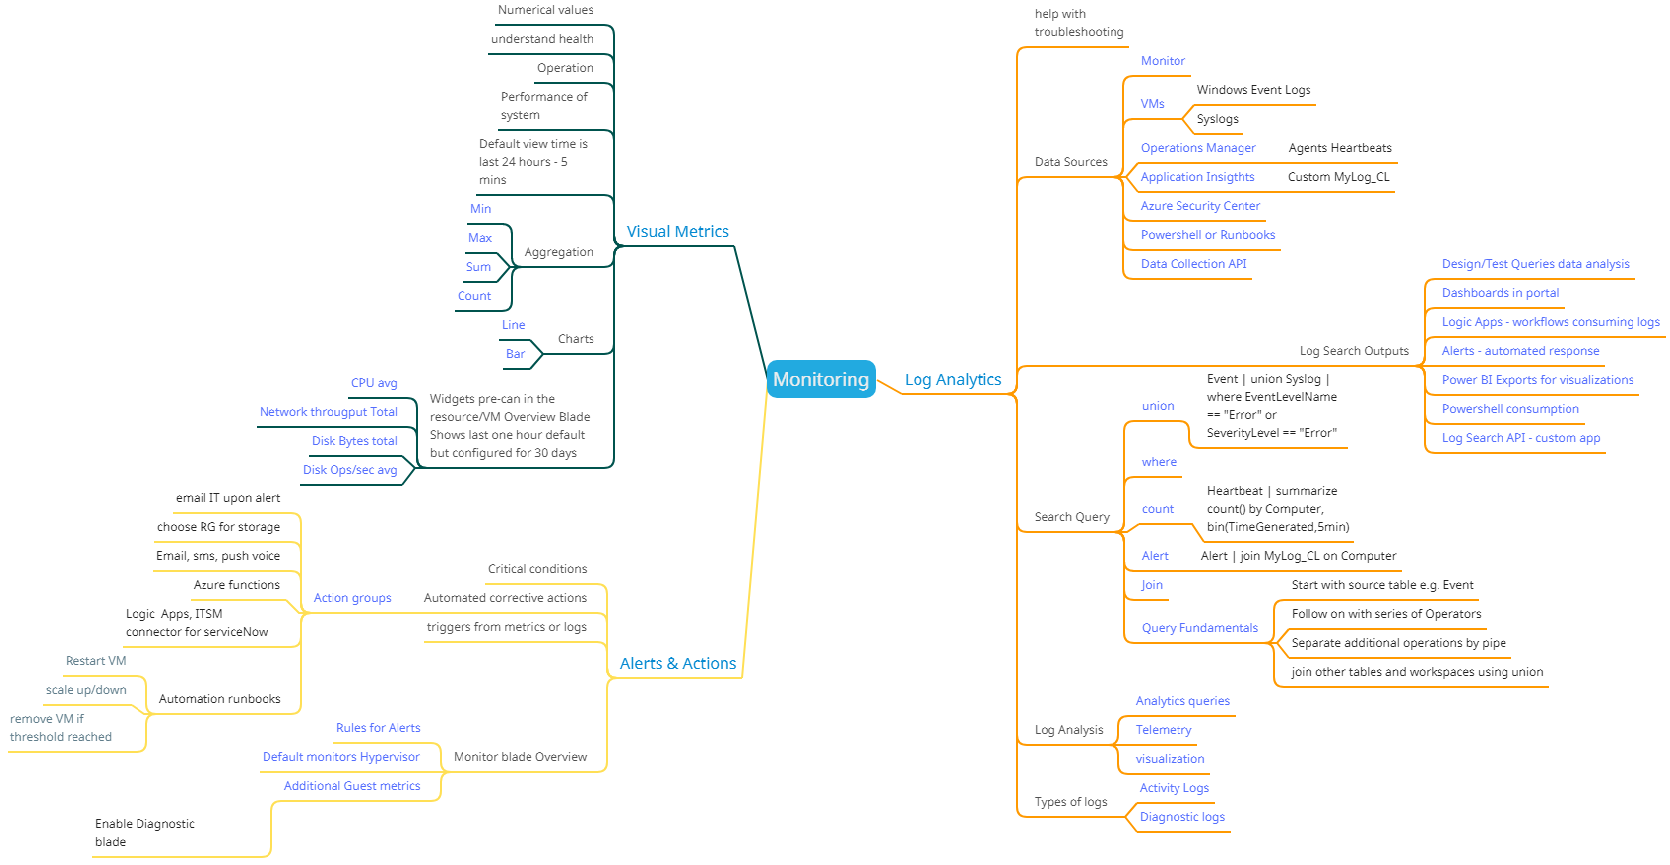 Monitoring
Visual Metrics
Numerical values
understand health
Operation
Performance of
system
Default view time is
last 24 hours - 5
mins
Aggregation
Min
Max
Sum
Count
Charts
Line
Bar
Widgets pre-can in the
resource/VM Overview Blade
Shows last one hour default
but configured for 30 days
CPU avg
Network througput Total
Disk Bytes total
Disk Ops/sec avg
Alerts & Actions
Critical conditions
Automated corrective actions
Action groups
email IT upon alert
choose RG for storage
Email, sms, push voice
Azure functions
Logic Apps, ITSM
connector for serviceNow
Automation runbocks
Restart VM
scale up/down
remove VM if
threshold reached
triggers from metrics or logs
Monitor blade Overview
Rules for Alerts
Default monitors Hypervisor
Additional Guest metrics
Enable Diagnostic
blade
Log Analytics
help with
troubleshooting
Data Sources
Monitor
VMs
Windows Event Logs
Syslogs
Operations Manager
Agents Heartbeats
Application Insigthts
Custom MyLog_CL
Azure Security Center
Powershell or Runbooks
Data Collection API
Log Search Outputs
Design/Test Queries data analysis
Dashboards in portal
Logic Apps - workflows consuming logs
Alerts - automated response
Power BI Exports for visualizations
Powershell consumption
Log Search API - custom app
Search Query
union
Event | union Syslog |
where EventLevelName
== "Error" or
SeverityLevel == "Error"
where
count
Heartbeat | summarize
count() by Computer,
bin(TimeGenerated,5min)
Alert
Alert | join MyLog_CL on Computer
Join
Query Fundamentals
Start with source table e.g. Event
Follow on with series of Operators
Separate additional operations by pipe
join other tables and workspaces using union
Log Analysis
Analytics queries
Telemetry
visualization
Types of logs
Activity Logs
Diagnostic logs